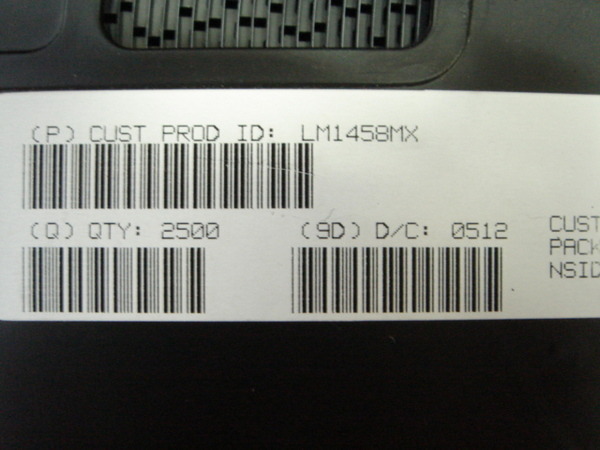 (P) CUST PROD ID: LM1458MX
(Q) QTY: 2500
(9D) D/C: 0512
CUST
PACK
NSID